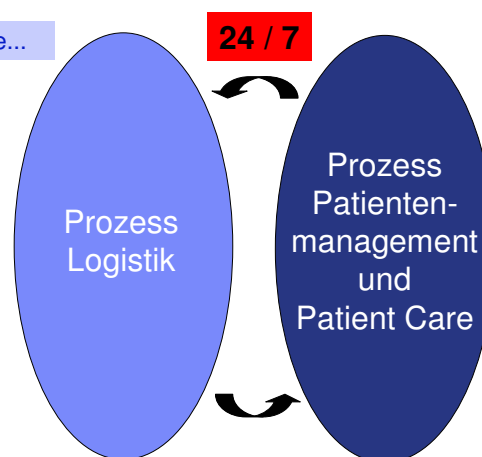 e...
24 / 7
Prozess
Logistik
Prozess
Patienten-
management
und
Patient Care